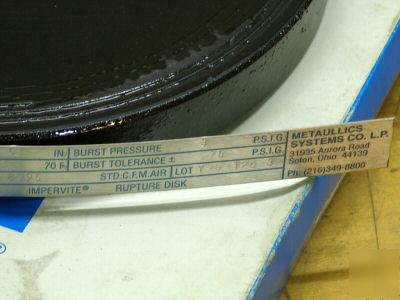 IN. BURST PRESSURE P.S.I.G.
70 F. BURST TOLERANCE ± P.S.I.G.
STD.C.F.M.AIR LOT
IMPERVITE® RUPTURE DISK
METAULLICS
SYSTEMS CO. L.P.
31935 Aurora Road
Solon, Ohio 44139
Ph: (216)349-8800